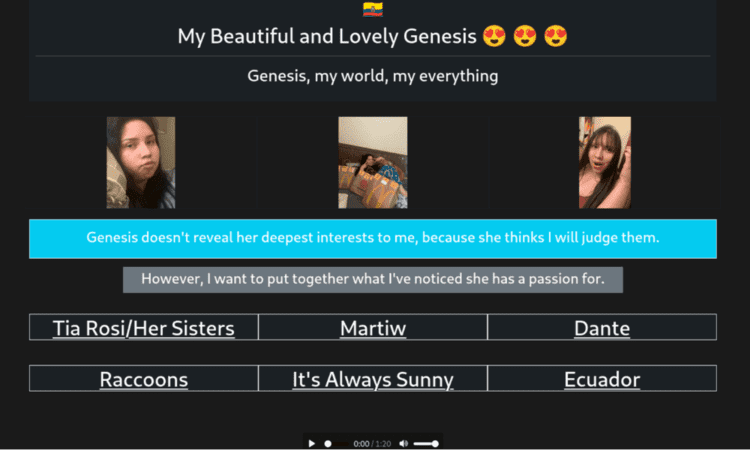 My Beautiful and Lovely Genesis 😍 😍 😍
Genesis, my world, my everything
Genesis doesn't reveal her deepest interests to me, because she thinks I will judge them.
However, I want to put together what I've noticed she has a passion for.
Tia Rosi/Her Sisters
Martiw
Dante
Raccoons
It's Always Sunny
Ecuador
0:00 / 1:20